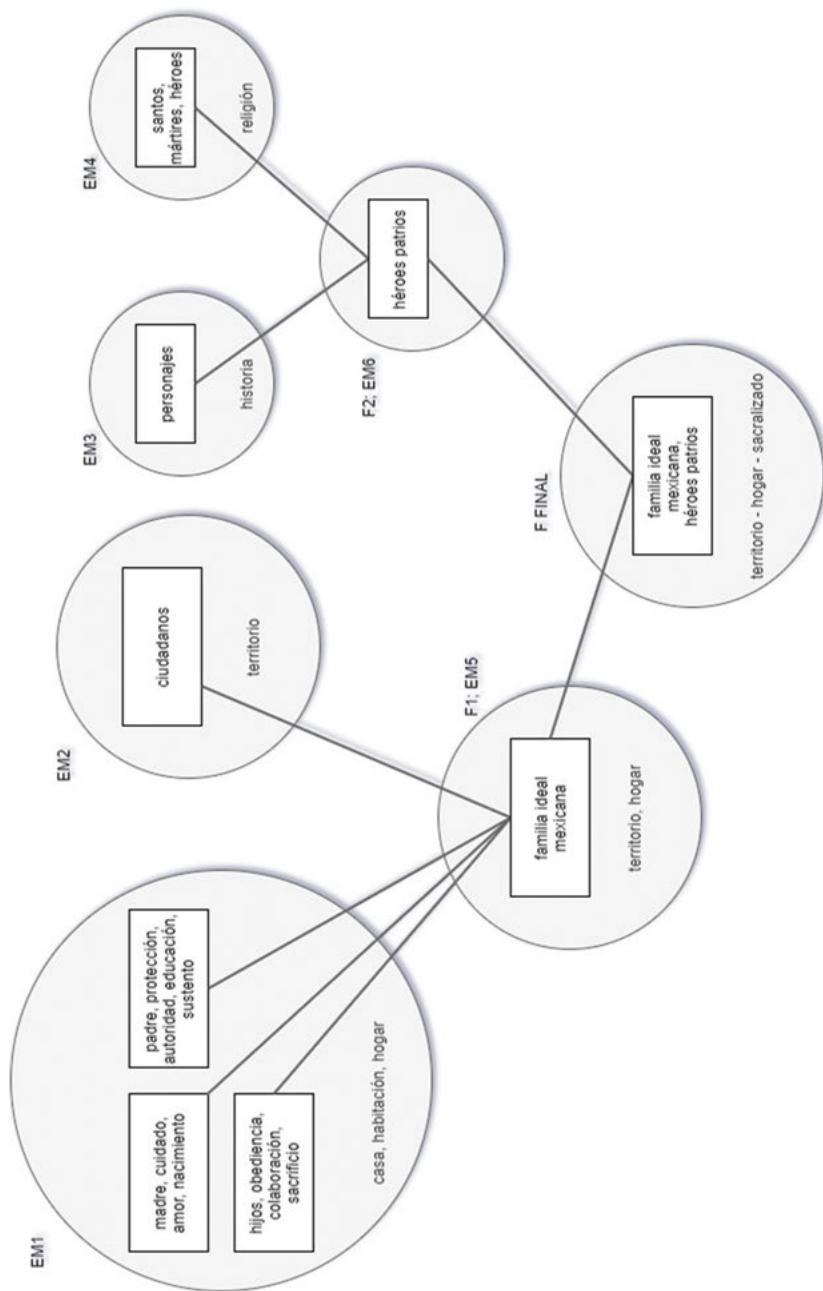 EM1
madre, cuidado,
amor, nacimiento
padre, protección,
autoridad, educación,
sustento
hijos, obediencia,
colaboración,
sacrificio
casa, habitación, hogar
EM2
ciudadanos
territorio
EM3
personajes
historia
EM4
santos,
mártires, héroes
religión
F1; EM5
familia ideal
mexicana
territorio, hogar
F2; EM6
héroes patrios
F FINAL
familia ideal
mexicana,
héroes patrios
territorio - hogar - sacralizado